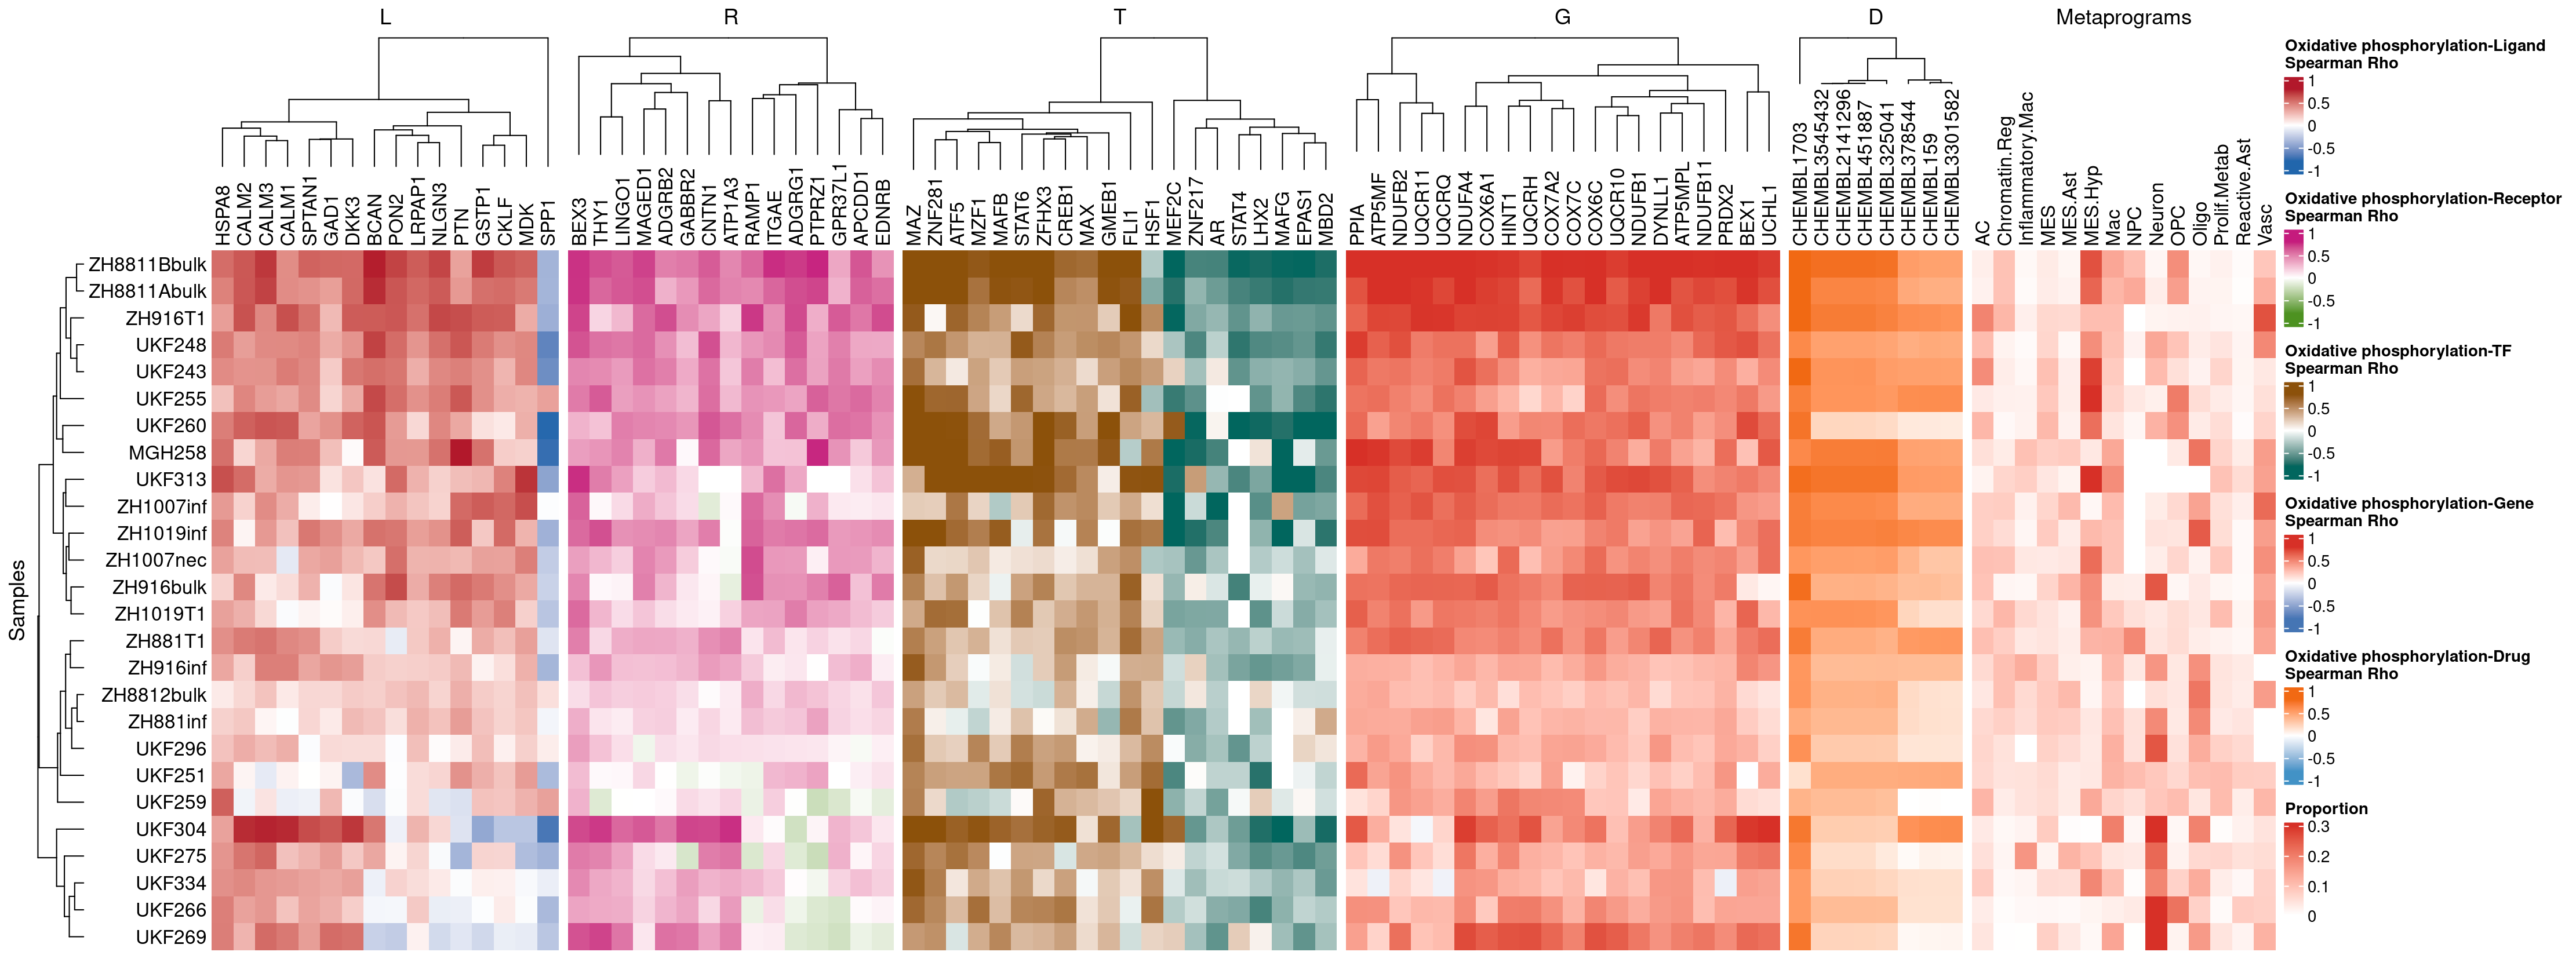 L
R
T
G
D
Metaprograms
HSPA8
CALM2
CALM3
CALM1
SPTAN1
GAD1
DKK3
BCAN
PON2
LRPAP1
NLGN3
PTN
GSTP1
CKLF
MDK
SPP1
BEX3
THY1
LINGO1
MAGED1
ADGRB2
GABBR2
CNTN1
ATP1A3
RAMP1
ITGAE
ADGRG1
PTPRZ1
GPR37L1
APCDD1
EDNRB
MAZ
ZNF281
ATF5
MZF1
MAFB
STAT6
ZFHX3
CREB1
MAX
GMEB1
FLI1
HSF1
MEF2C
ZNF217
AR
STAT4
LHX2
MAFG
EPAS1
MBD2
PPIA
ATP5MF
NDUFB2
UQCR11
UQCRQ
NDUFA4
COX6A1
HINT1
UQCRH
COX7A2
COX7C
COX6C
UQCR10
NDUFB1
DYNLL1
ATP5MPL
NDUFB11
PRDX2
BEX1
UCHL1
CHEMBL1703
CHEMBL3545432
CHEMBL2141296
CHEMBL451887
CHEMBL325041
CHEMBL378544
CHEMBL159
CHEMBL3301582
AC
Chromatin.Reg
Inflammatory.Mac
MES
MES.Ast
MES.Hyp
Mac
NPC
Neuron
OPC
Oligo
Prolif.Metab
Reactive.Ast
Vasc
Samples
ZH8811Bbulk
ZH8811Abulk
ZH916T1
UKF248
UKF243
UKF255
UKF260
MGH258
UKF313
ZH1007inf
ZH1019inf
ZH1007nec
ZH916bulk
ZH1019T1
ZH881T1
ZH916inf
ZH8812bulk
ZH881inf
UKF296
UKF251
UKF259
UKF304
UKF275
UKF334
UKF266
UKF269
Oxidative phosphorylation-Ligand
Spearman Rho
1
0.5
0
-0.5
-1
Oxidative phosphorylation-Receptor
Spearman Rho
1
0.5
0
-0.5
-1
Oxidative phosphorylation-TF
Spearman Rho
1
0.5
0
-0.5
-1
Oxidative phosphorylation-Gene
Spearman Rho
1
0.5
0
-0.5
-1
Oxidative phosphorylation-Drug
Spearman Rho
1
0.5
0
-0.5
-1
Proportion
0.3
0.2
0.1
0